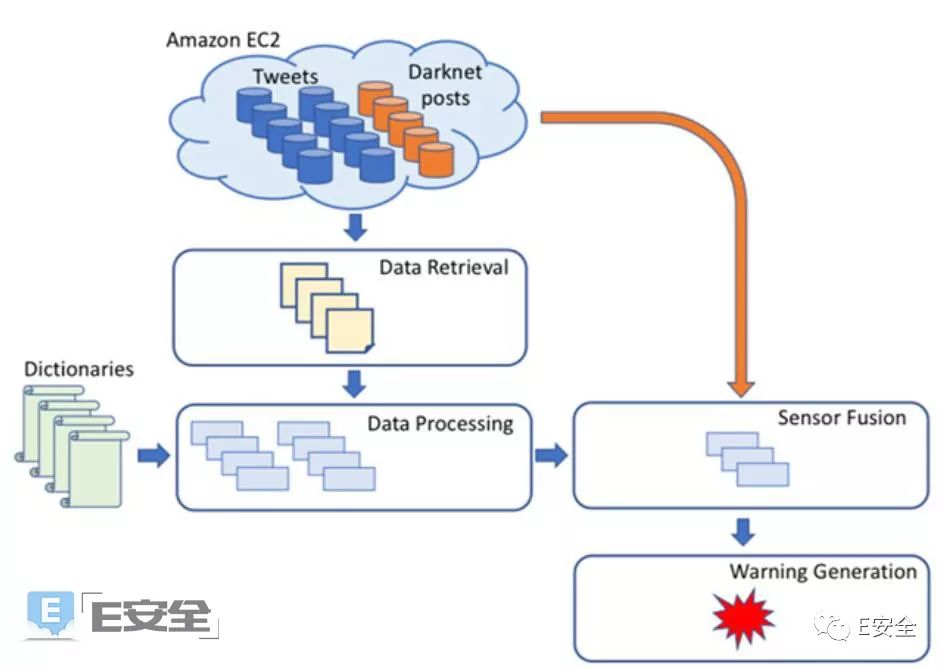 Amazon EC2
Tweets
Darknet
posts
Data Retrieval
Dictionaries
Data Processing
Sensor Fusion
Warning Generation
E
E安全
E安全